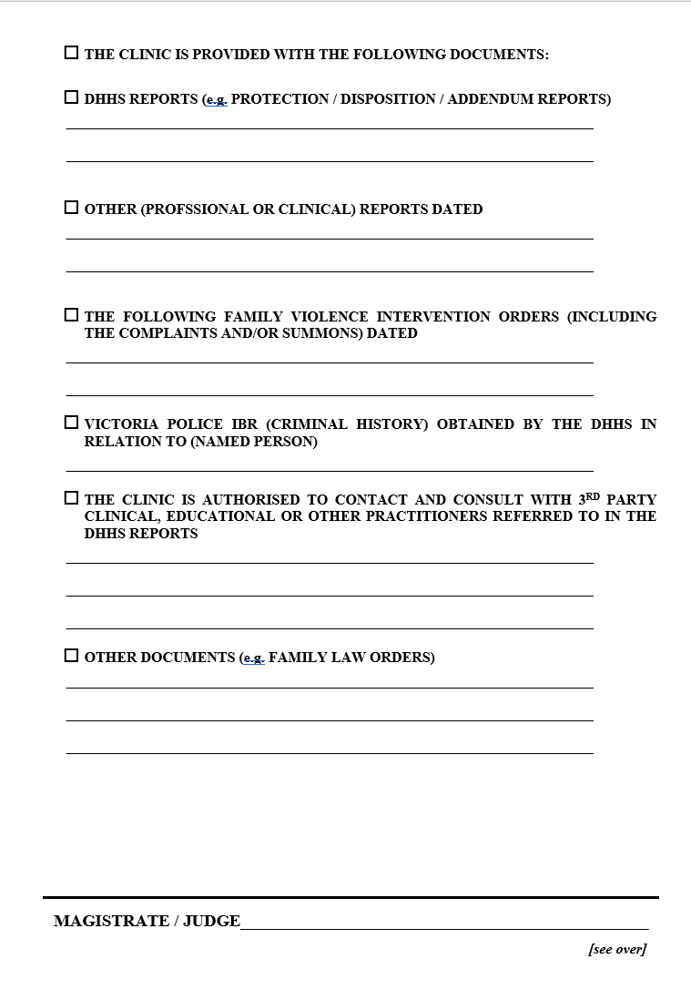 ☐ THE CLINIC IS PROVIDED WITH THE FOLLOWING DOCUMENTS:
☐ DHHS REPORTS (e.g. PROTECTION / DISPOSITION / ADDENDUM REPORTS)
☐ OTHER (PROFSSIONAL OR CLINICAL) REPORTS DATED
☐ THE FOLLOWING FAMILY VIOLENCE INTERVENTION ORDERS (INCLUDING
THE COMPLAINTS AND/OR SUMMONS) DATED
☐ VICTORIA POLICE IBR (CRIMINAL HISTORY) OBTAINED BY THE DHHS IN
RELATION TO (NAMED PERSON)
☐ THE CLINIC IS AUTHORISED TO CONTACT AND CONSULT WITH 3RD PARTY
CLINICAL, EDUCATIONAL OR OTHER PRACTITIONERS REFERRED TO IN THE
DHHS REPORTS
☐ OTHER DOCUMENTS (e.g. FAMILY LAW ORDERS)
MAGISTRATE / JUDGE
[see over]